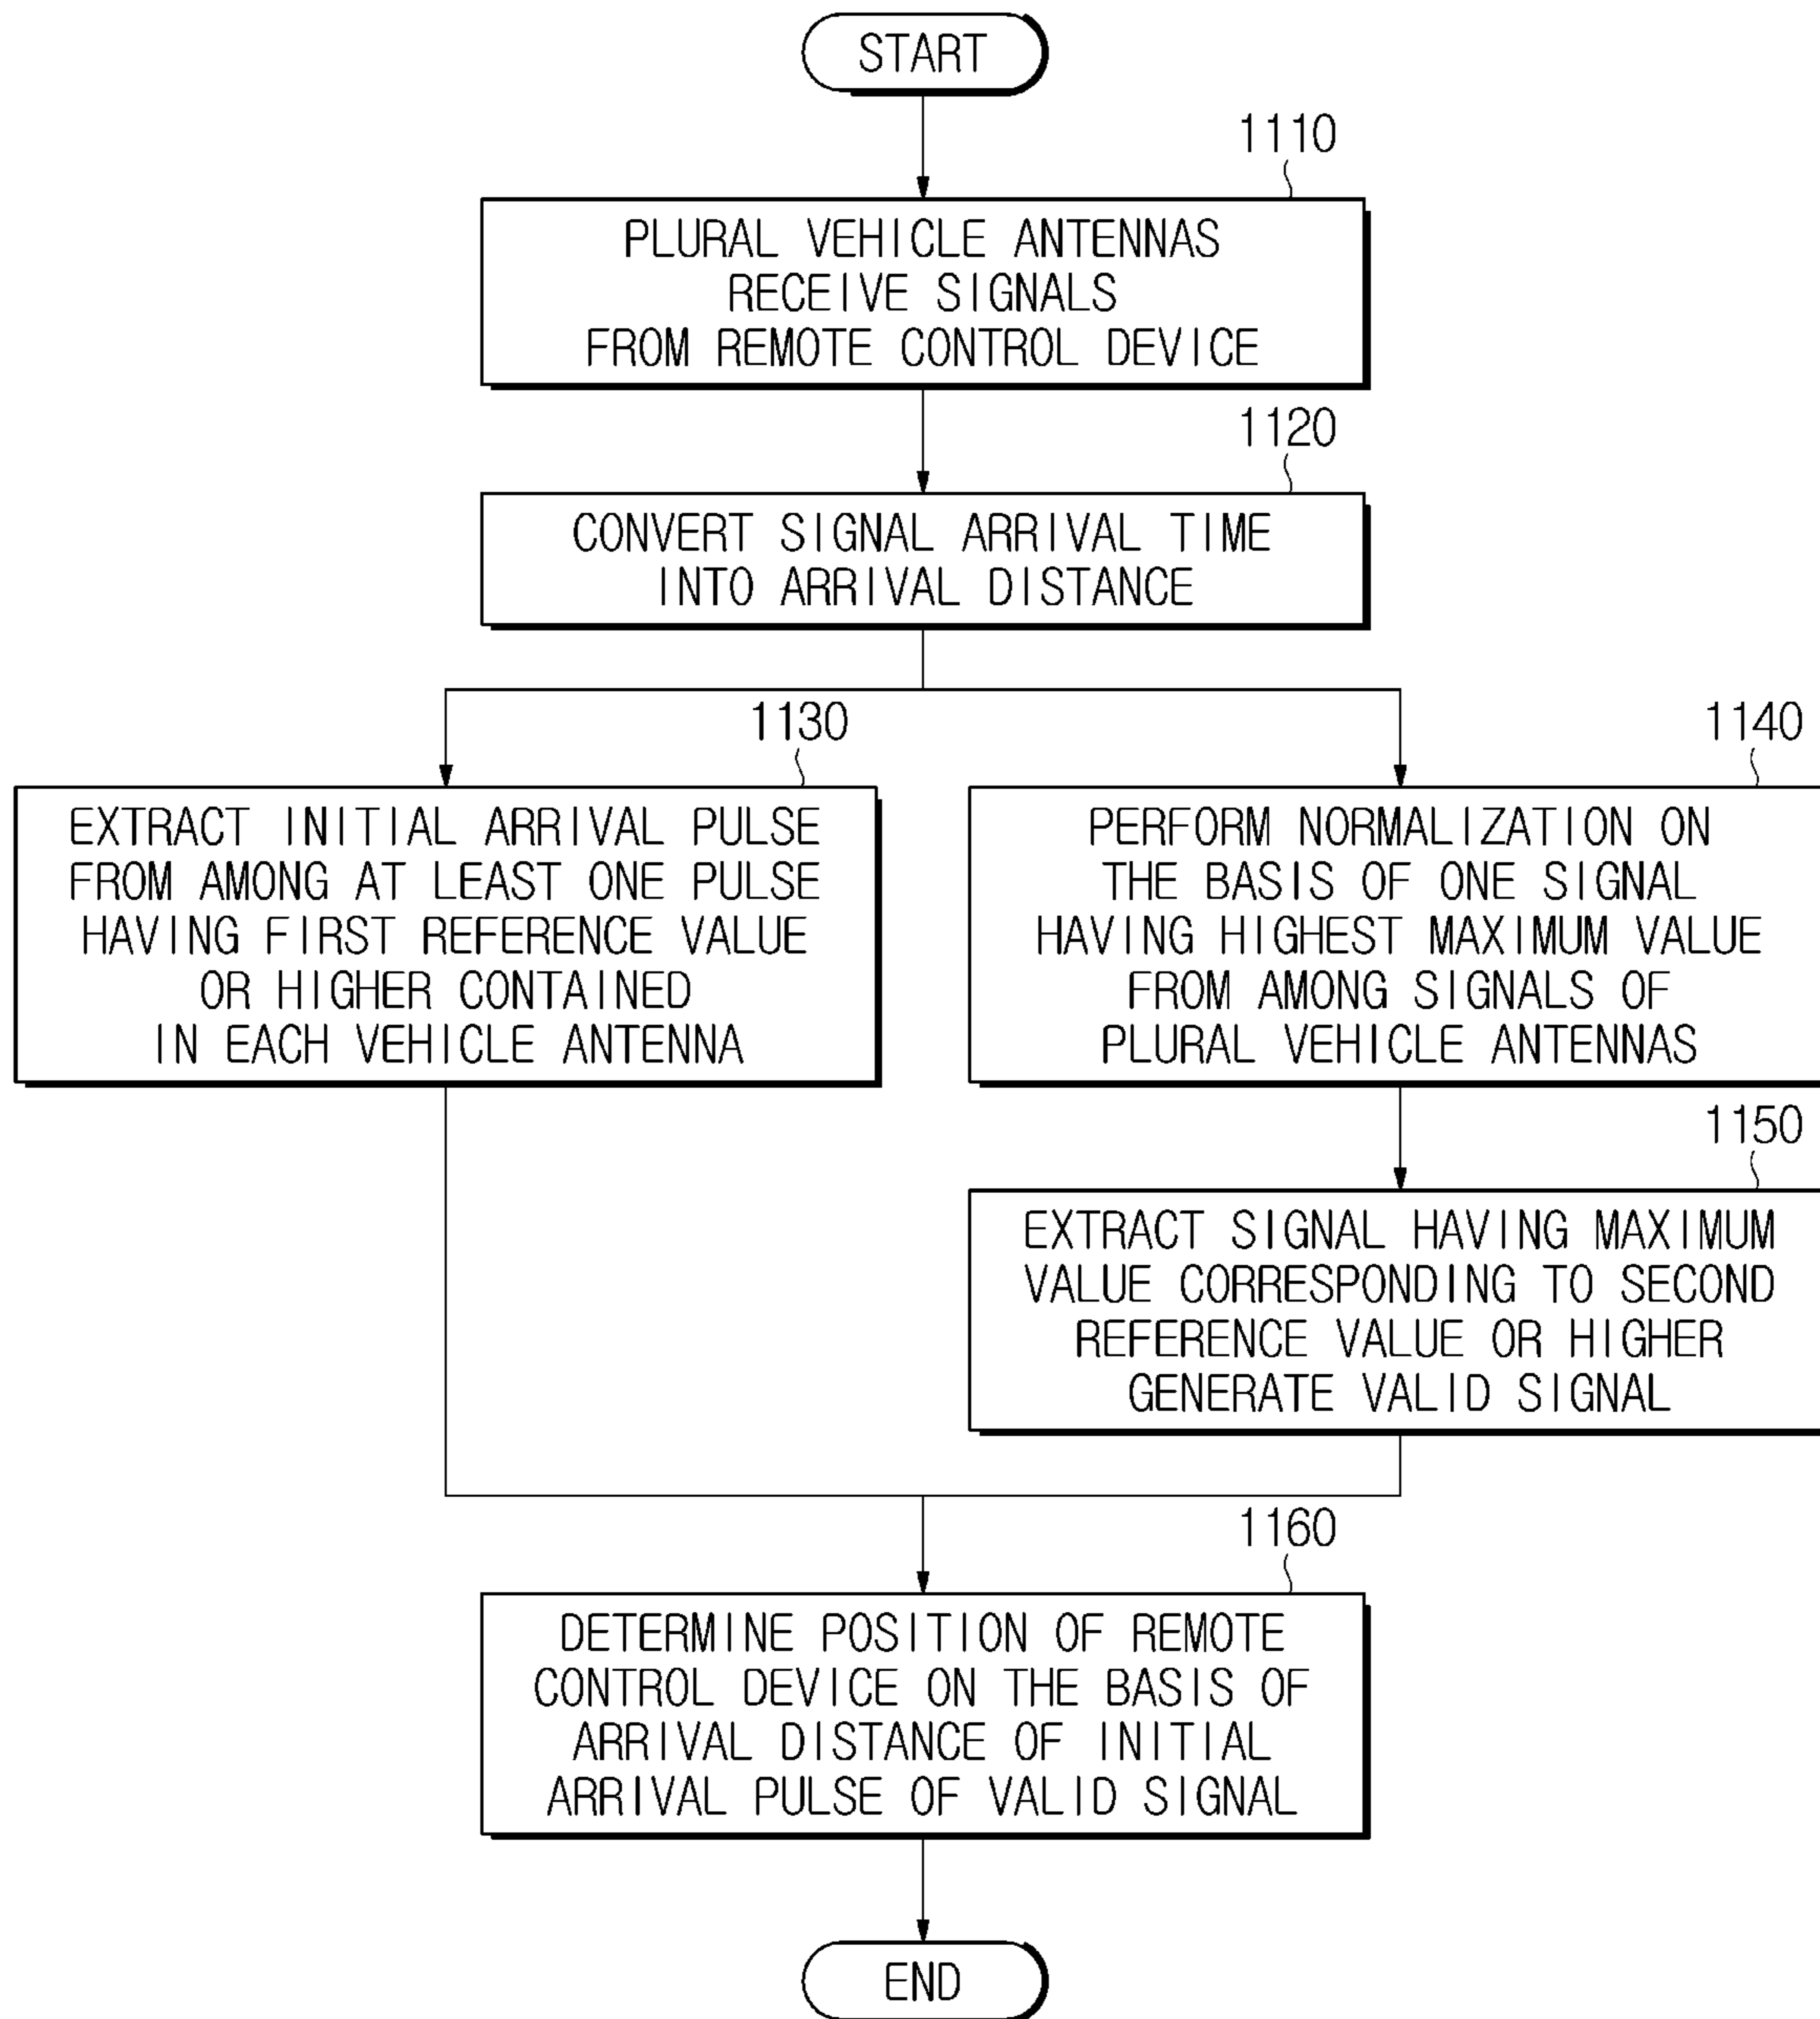 START
1110
PLURAL VEHICLE ANTENNAS
RECEIVE SIGNALS
FROM REMOTE CONTROL DEVICE
1120
CONVERT SIGNAL ARRIVAL TIME
INTO ARRIVAL DISTANCE
1130
EXTRACT INITIAL ARRIVAL PULSE
FROM AMONG AT LEAST ONE PULSE
HAVING FIRST REFERENCE VALUE
OR HIGHER CONTAINED
IN EACH VEHICLE ANTENNA
1140
PERFORM NORMALIZATION ON
THE BASIS OF ONE SIGNAL
HAVING HIGHEST MAXIMUM VALUE
FROM AMONG SIGNALS OF
PLURAL VEHICLE ANTENNAS
1150
EXTRACT SIGNAL HAVING MAXIMUM
VALUE CORRESPONDING TO SECOND
REFERENCE VALUE OR HIGHER
GENERATE VALID SIGNAL
1160
DETERMINE POSITION OF REMOTE
CONTROL DEVICE ON THE BASIS OF
ARRIVAL DISTANCE OF INITIAL
ARRIVAL PULSE OF VALID SIGNAL
END